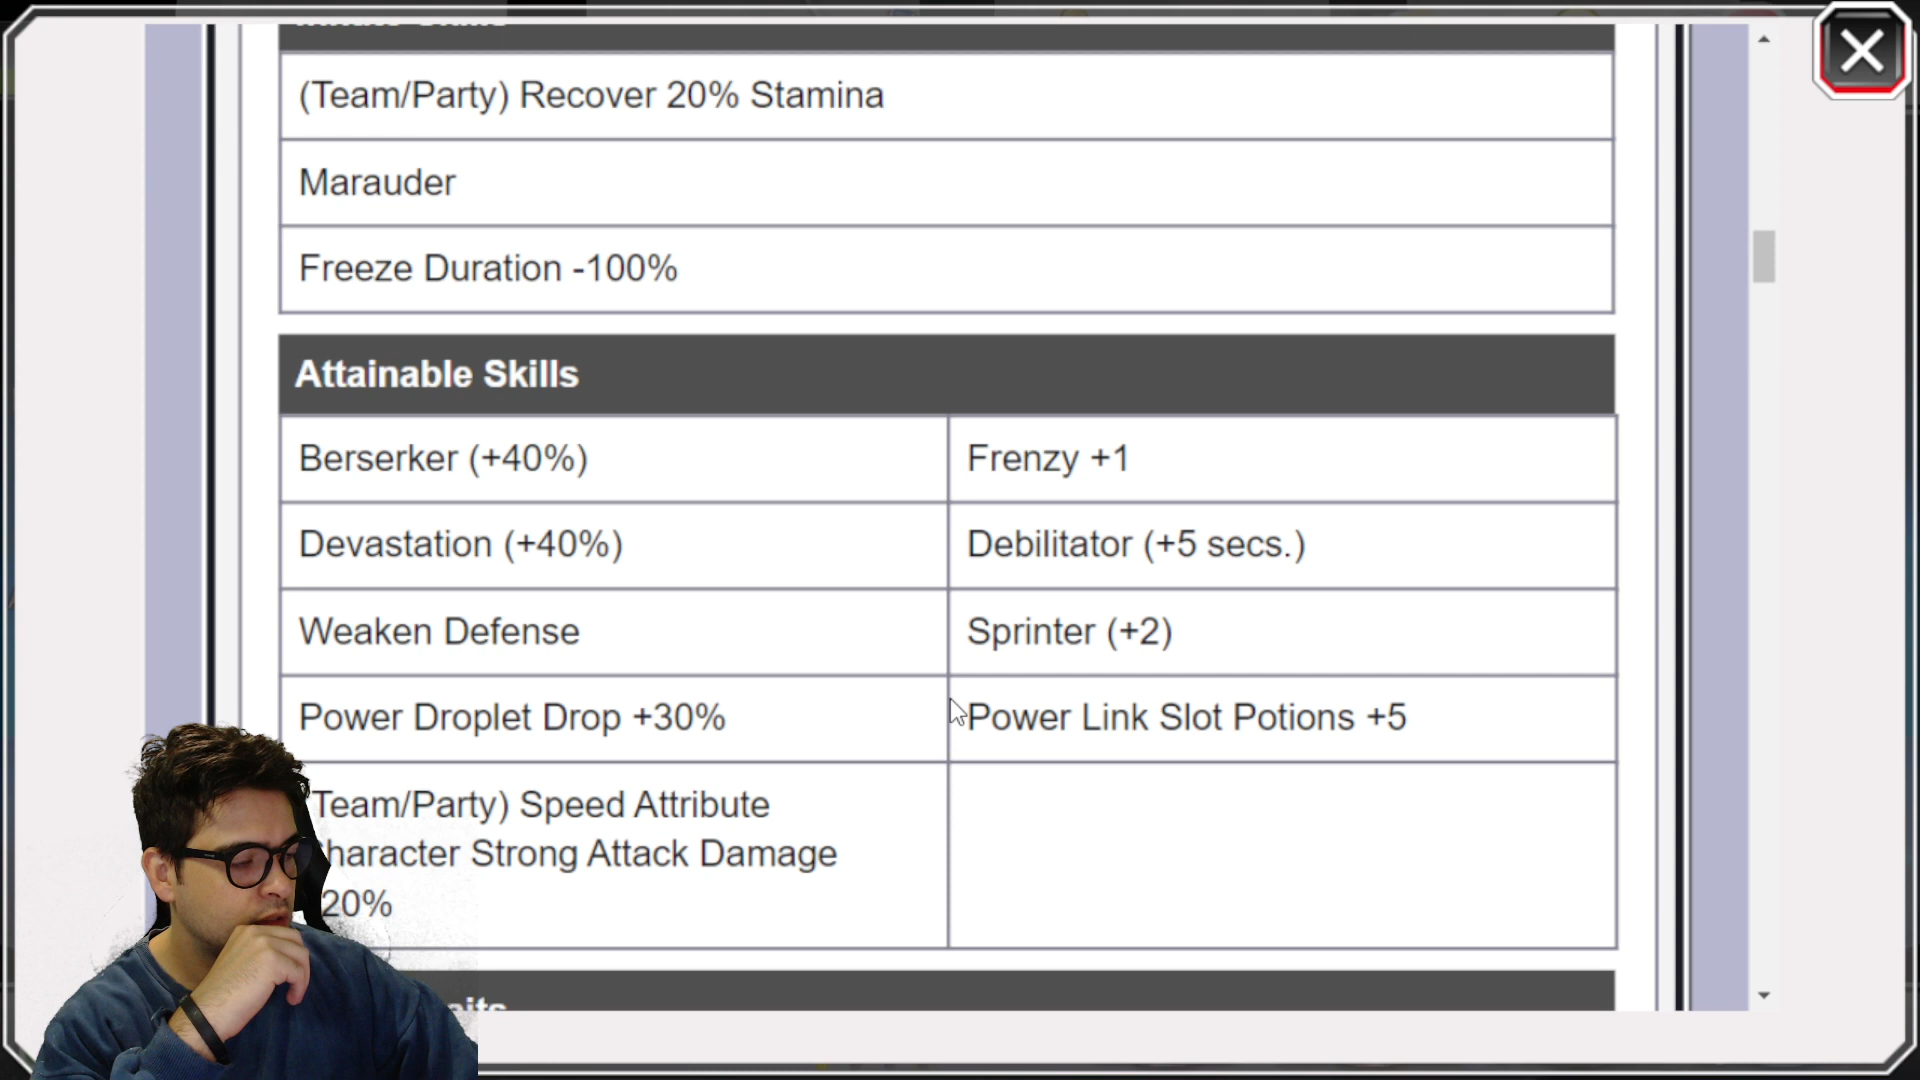 (Team/Party) Recover 20% Stamina
Marauder
Freeze Duration -100%
Attainable Skills
Berserker (+40%)
Frenzy +1
Devastation (+40%)
Debilitator (+5 secs.)
Weaken Defense
Sprinter (+2)
Power Droplet Drop +30%
Power Link Slot Potions +5
Team/Party) Speed Attribute
haracter Strong Attack Damage
20%